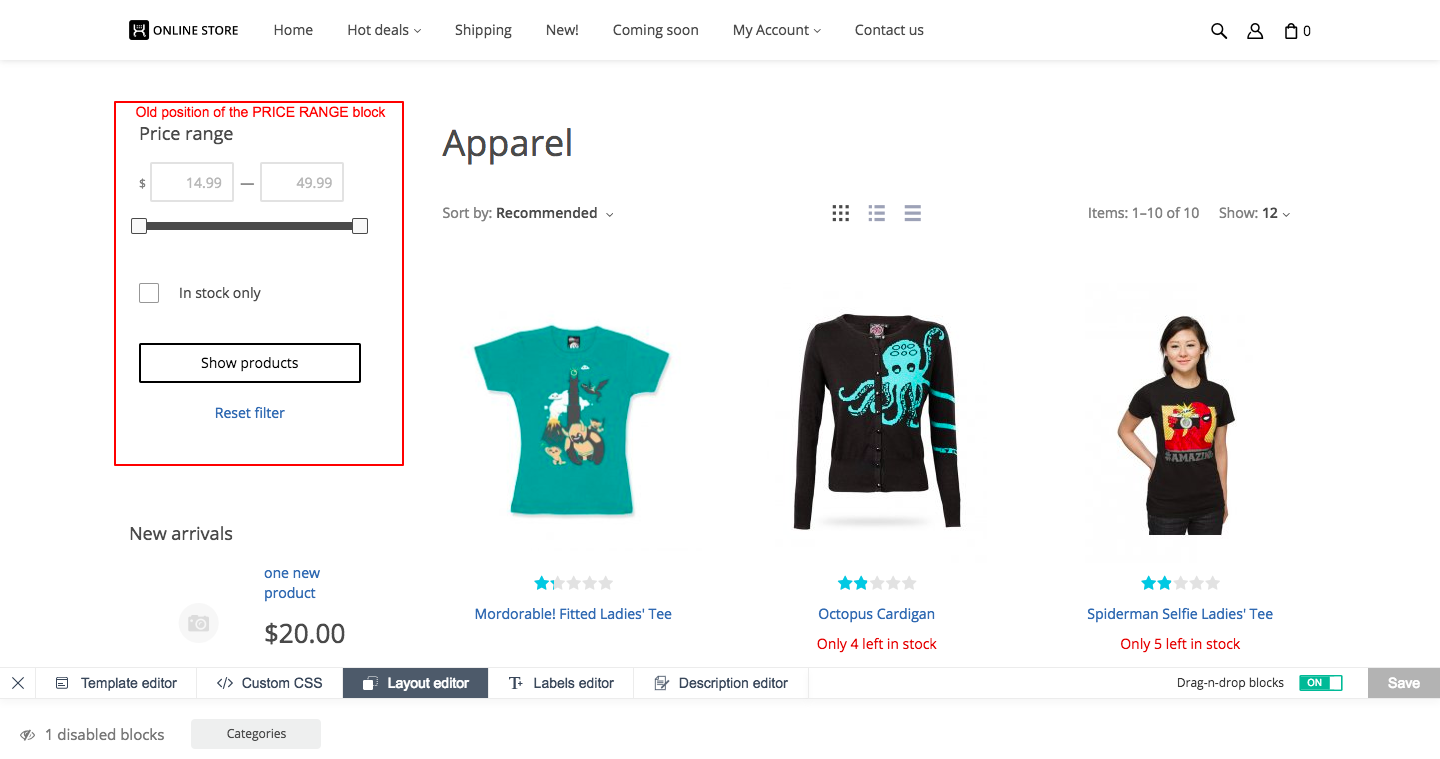 ONLINE STORE
Home
Hot deals
Shipping
New!
Coming soon
My Account
Contact us
0
Old position of the PRICE RANGE block
Price range
$ 14.99 — 49.99
In stock only
Show products
Reset filter
New arrivals
one new
product
$20.00
Apparel
Sort by: Recommended
Items: 1–10 of 10
Show: 12
#AMAZING
Mordorable! Fitted Ladies' Tee
Octopus Cardigan
Only 4 left in stock
Spiderman Selfie Ladies' Tee
Only 5 left in stock
Template editor
Custom CSS
Layout editor
Labels editor
Description editor
Drag-n-drop blocks
ON
Save
1 disabled blocks
Categories